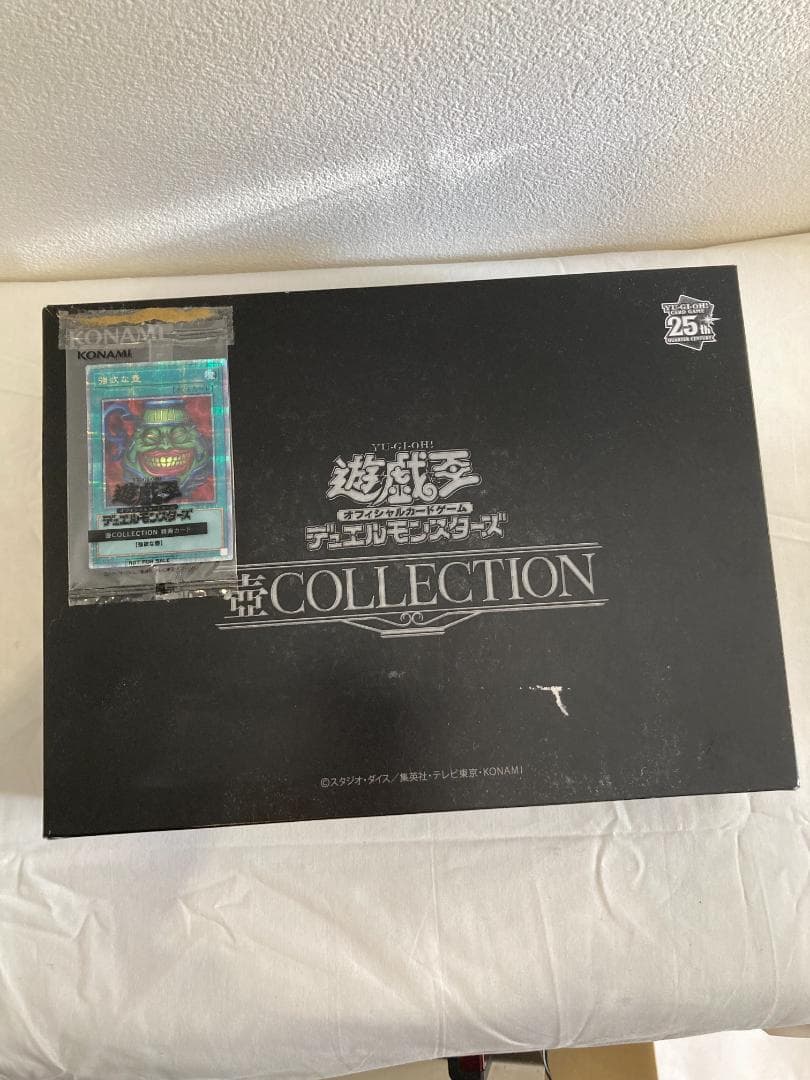 KONAMI
KONAMI
強欲な壺
遊戯王
デュエルモンスターズ
壺COLLECTION 特典カード
【強欲な壺】
NOT FOR SALE
YU-GI-OH!
CARD GAME
25th
QUARTER CENTURY
YU-GI-OH!
遊戯王
オフィシャルカードゲーム
デュエルモンスターズ
壺COLLECTION
©スタジオ・ダイス／集英社・テレビ東京・KONAMI